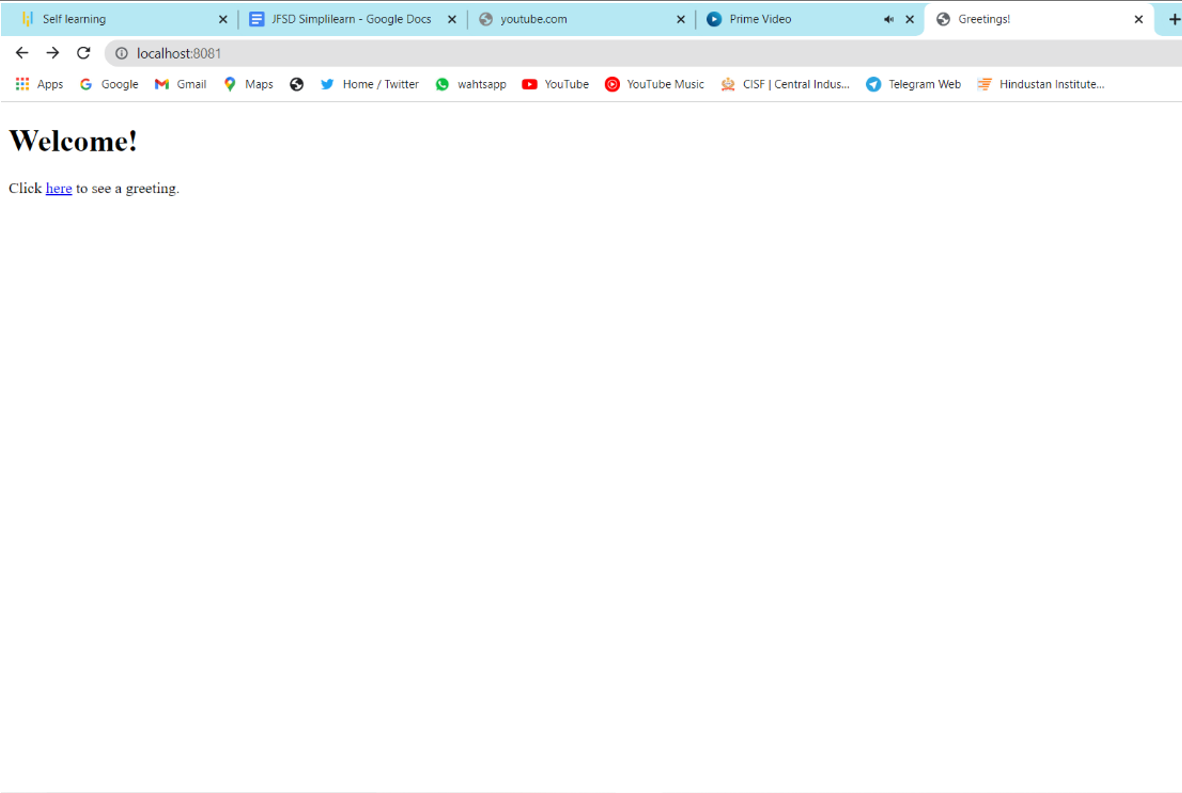 Self learning
JFSD Simplilearn - Google Docs
youtube.com
Prime Video
Greetings!
localhost:8081
Apps Google Gmail Maps Home / Twitter wahtsapp YouTube YouTube Music CISF | Central Indus... Telegram Web Hindustan Institute...
Welcome!
Click here to see a greeting.